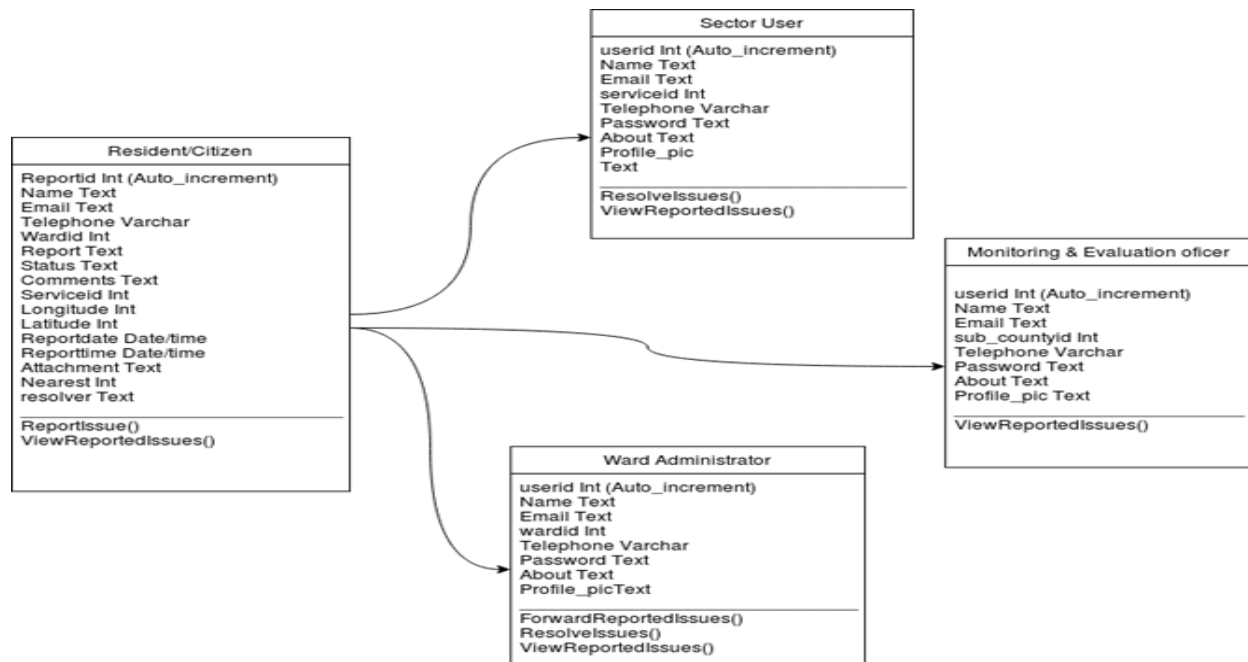 Sector User
userid Int (Auto_increment)
Name Text
Email Text
serviceid Int
Telephone Varchar
Password Text
About Text
Profile_pic
Text
ResolveIssues()
ViewReportedIssues()
Resident/Citizen
Reportid Int (Auto_increment)
Name Text
Email Text
Telephone Varchar
Wardid Int
Report Text
Status Text
Comments Text
Serviceid Int
Longitude Int
Latitude Int
Reportdate Date/time
Reporttime Date/time
Attachment Text
Nearest Int
resolver Text
ReportIssue()
ViewReportedIssues()
Monitoring & Evaluation oficer
userid Int (Auto_increment)
Name Text
Email Text
sub_countyid Int
Telephone Varchar
Password Text
About Text
Profile_pic Text
ViewReportedIssues()
Ward Administrator
userid Int (Auto_increment)
Name Text
Email Text
wardid Int
Telephone Varchar
Password Text
About Text
Profile_picText
ForwardReportedIssues()
ResolveIssues()
ViewReportedIssues()